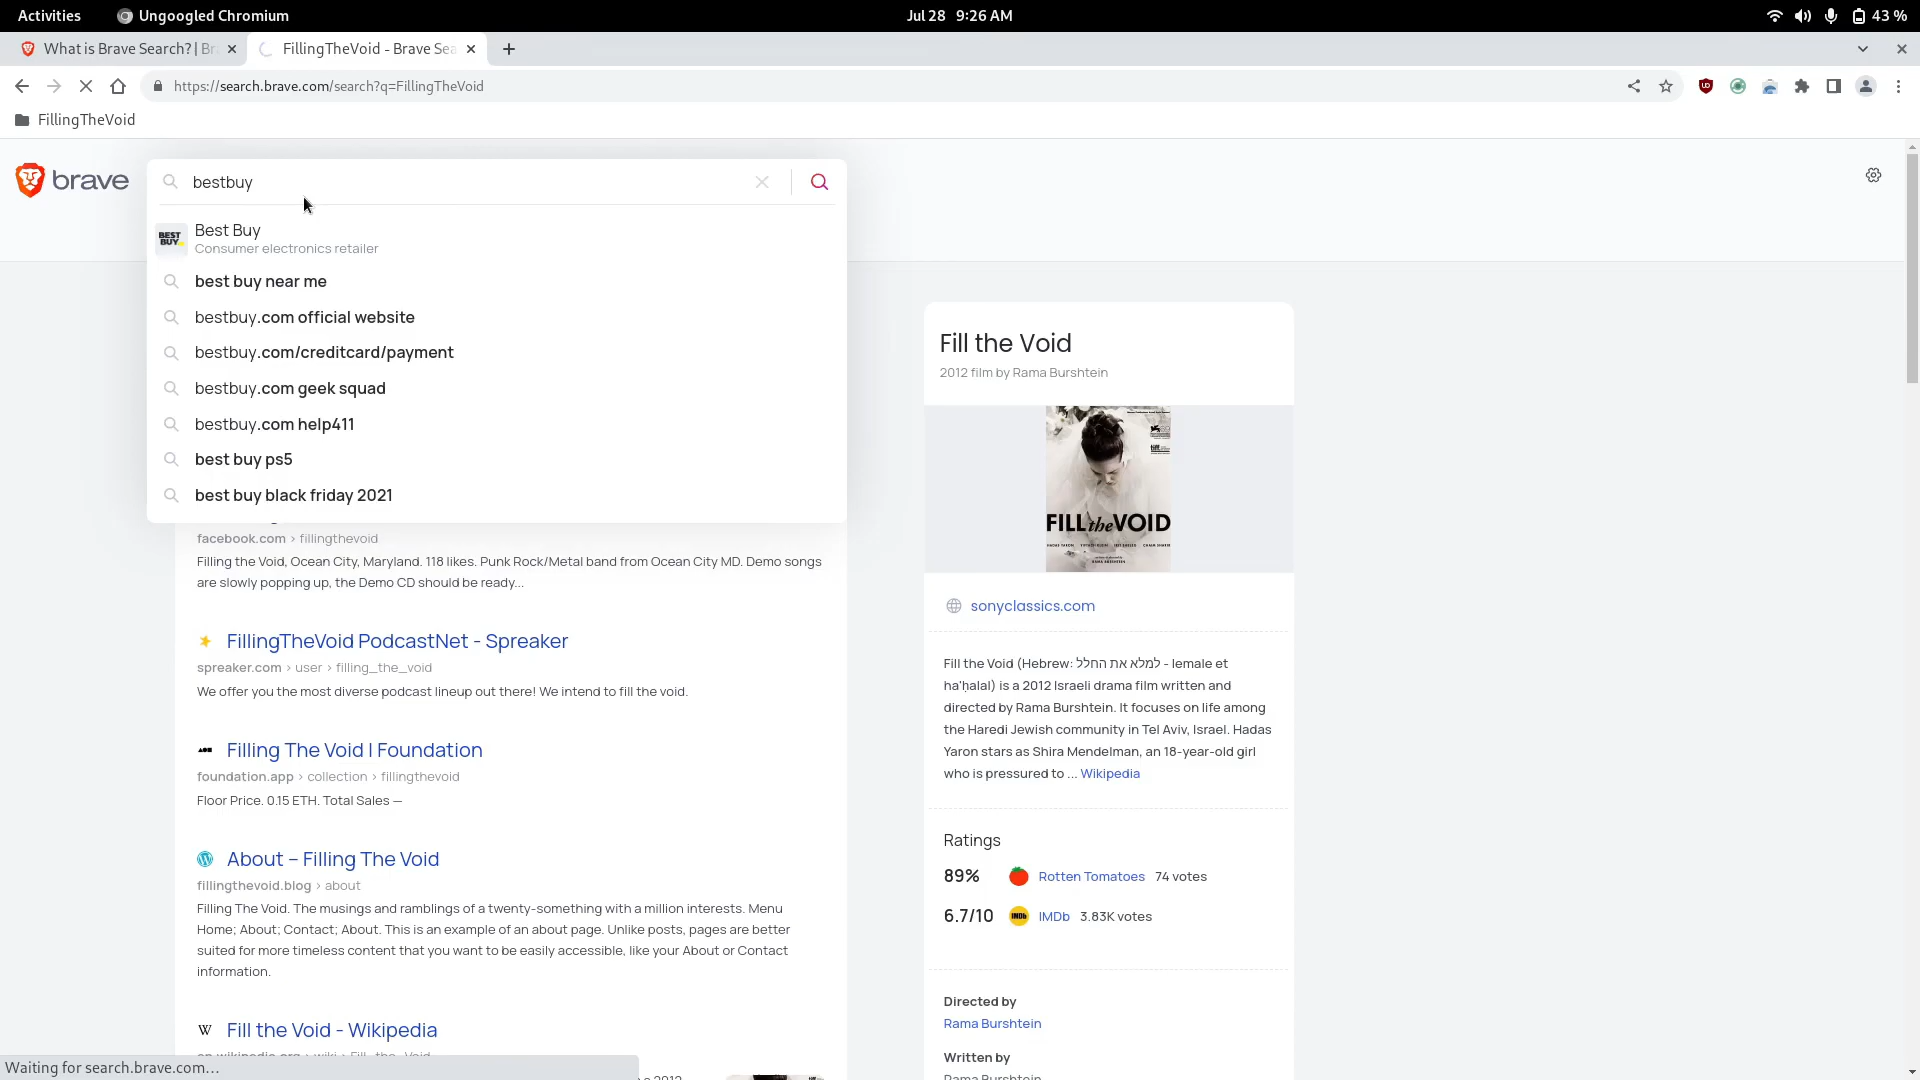 Activities
Ungoogled Chromium
Jul 28 9:26 AM
43 %
What is Brave Search? | Br
FillingTheVoid - Brave Sea
https://search.brave.com/search?q=FillingTheVoid
FillingTheVoid
brave
bestbuy
BEST BUY
Best Buy
Consumer electronics retailer
best buy near me
bestbuy.com official website
bestbuy.com/creditcard/payment
bestbuy.com geek squad
bestbuy.com help411
best buy ps5
best buy black friday 2021
facebook.com › fillingthevoid
Filling the Void, Ocean City, Maryland. 118 likes. Punk Rock/Metal band from Ocean City MD. Demo songs
are slowly popping up, the Demo CD should be ready...
FillingTheVoid PodcastNet - Spreaker
spreaker.com › user › filling_the_void
We offer you the most diverse podcast lineup out there! We intend to fill the void.
Filling The Void | Foundation
foundation.app › collection › fillingthevoid
Floor Price. 0.15 ETH. Total Sales —
About – Filling The Void
fillingthevoid.blog › about
Filling The Void. The musings and ramblings of a twenty-something with a million interests. Menu
Home; About; Contact; About. This is an example of an about page. Unlike posts, pages are better
suited for more timeless content that you want to be easily accessible, like your About or Contact
information.
W Fill the Void - Wikipedia
Waiting for search.brave.com...
Fill the Void
2012 film by Rama Burshtein
FILL the VOID
sonyclassics.com
Fill the Void (Hebrew: למלא את החלל - lemale et
ha'ḥalal) is a 2012 Israeli drama film written and
directed by Rama Burshtein. It focuses on life among
the Haredi Jewish community in Tel Aviv, Israel. Hadas
Yaron stars as Shira Mendelman, an 18-year-old girl
who is pressured to ... Wikipedia
Ratings
89% Rotten Tomatoes 74 votes
6.7/10 IMDb IMDb 3.83K votes
Directed by
Rama Burshtein
Written by
Rama Burshtein